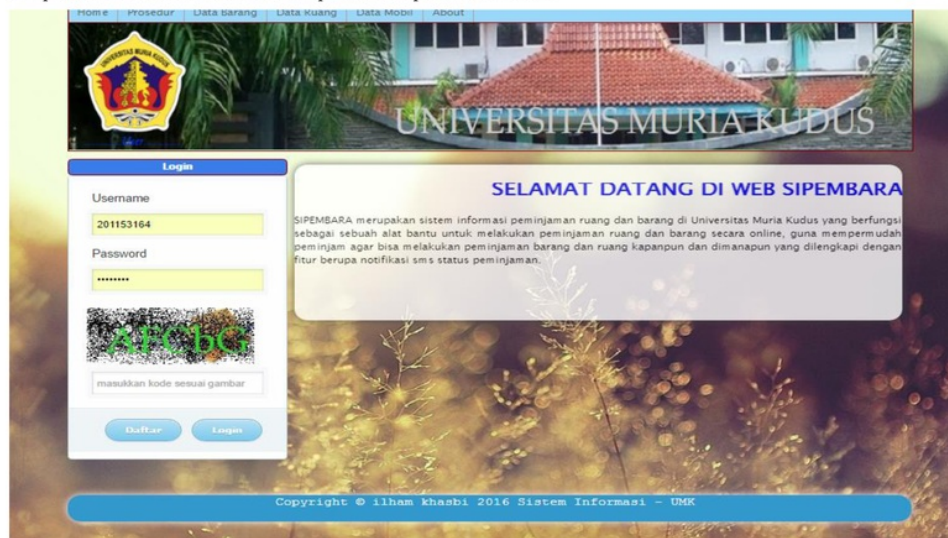 Home Prosedur Data Barang Data Ruang Data Mobil About
UNIVERSITAS MURIA KUDUS
UNIVERSITAS MURIA KUDUS
Login
SELAMAT DATANG DI WEB SIPEMBARA
Username
201153164
SIPEMBARA merupakan sistem informasi peminjaman ruang dan barang di Universitas Muria Kudus yang berfungsi
sebagai sebuah alat bantu untuk melakukan peminjaman ruang dan barang secara online, guna mempermudah
peminjam agar bisa melakukan peminjaman barang dan ruang kapanpun dan dimanapun yang dilengkapi dengan
fitur berupa notifikasi sms status peminjaman.
Password
••••••••
AFCbG
masukkan kode sesuai gambar
Daftar Login
Copyright © ilham khasbi 2016 Sistem Informasi - UMK